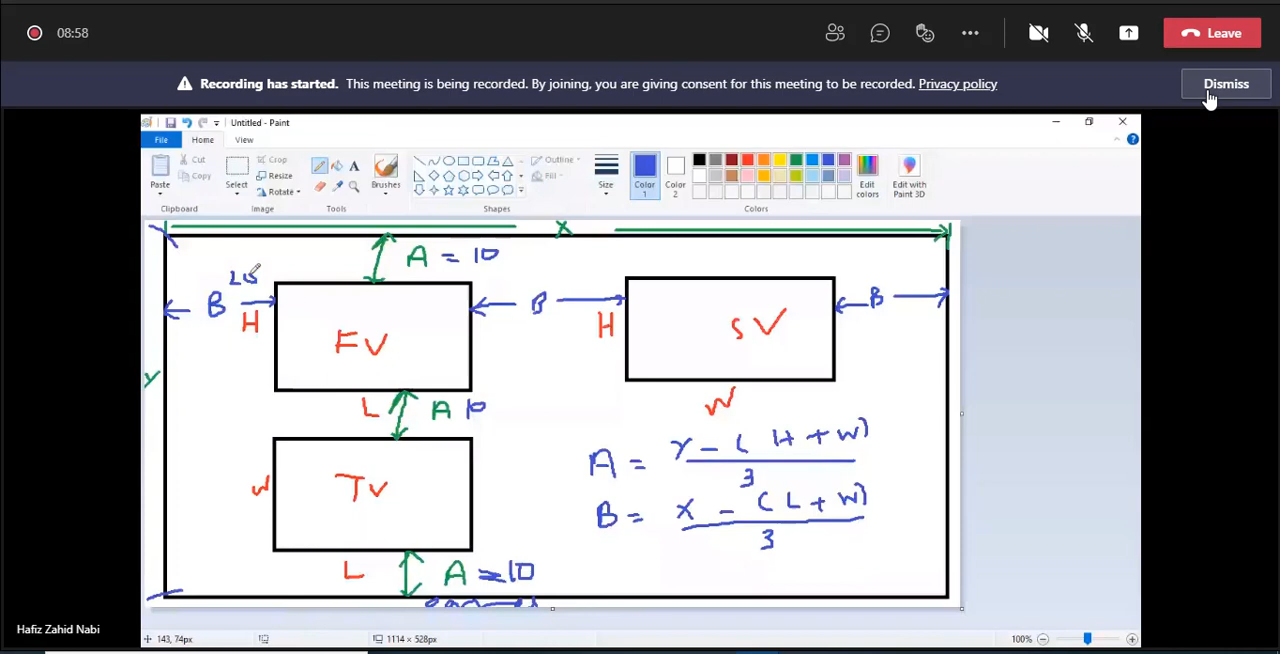 08:58
Leave
Recording has started. This meeting is being recorded. By joining, you are giving consent for this meeting to be recorded. Privacy policy
Dismiss
Untitled - Paint
File Home View
Paste
Cut
Copy
Clipboard
Select
Crop
Resize
Rotate
Image
Tools
Brushes
Shapes
Outline
Fill
Size
Color 1
Color 2
Colors
Edit colors
Edit with Paint 3D
X
A = 10
B
H
FV
B
H
SV
B
Y
L
A 10
W
W
TV
L
A = 10
A = Y - (H + W)
3
B = X - (L + W)
3
Hafiz Zahid Nabi
143, 74px
1114 × 528px
100%